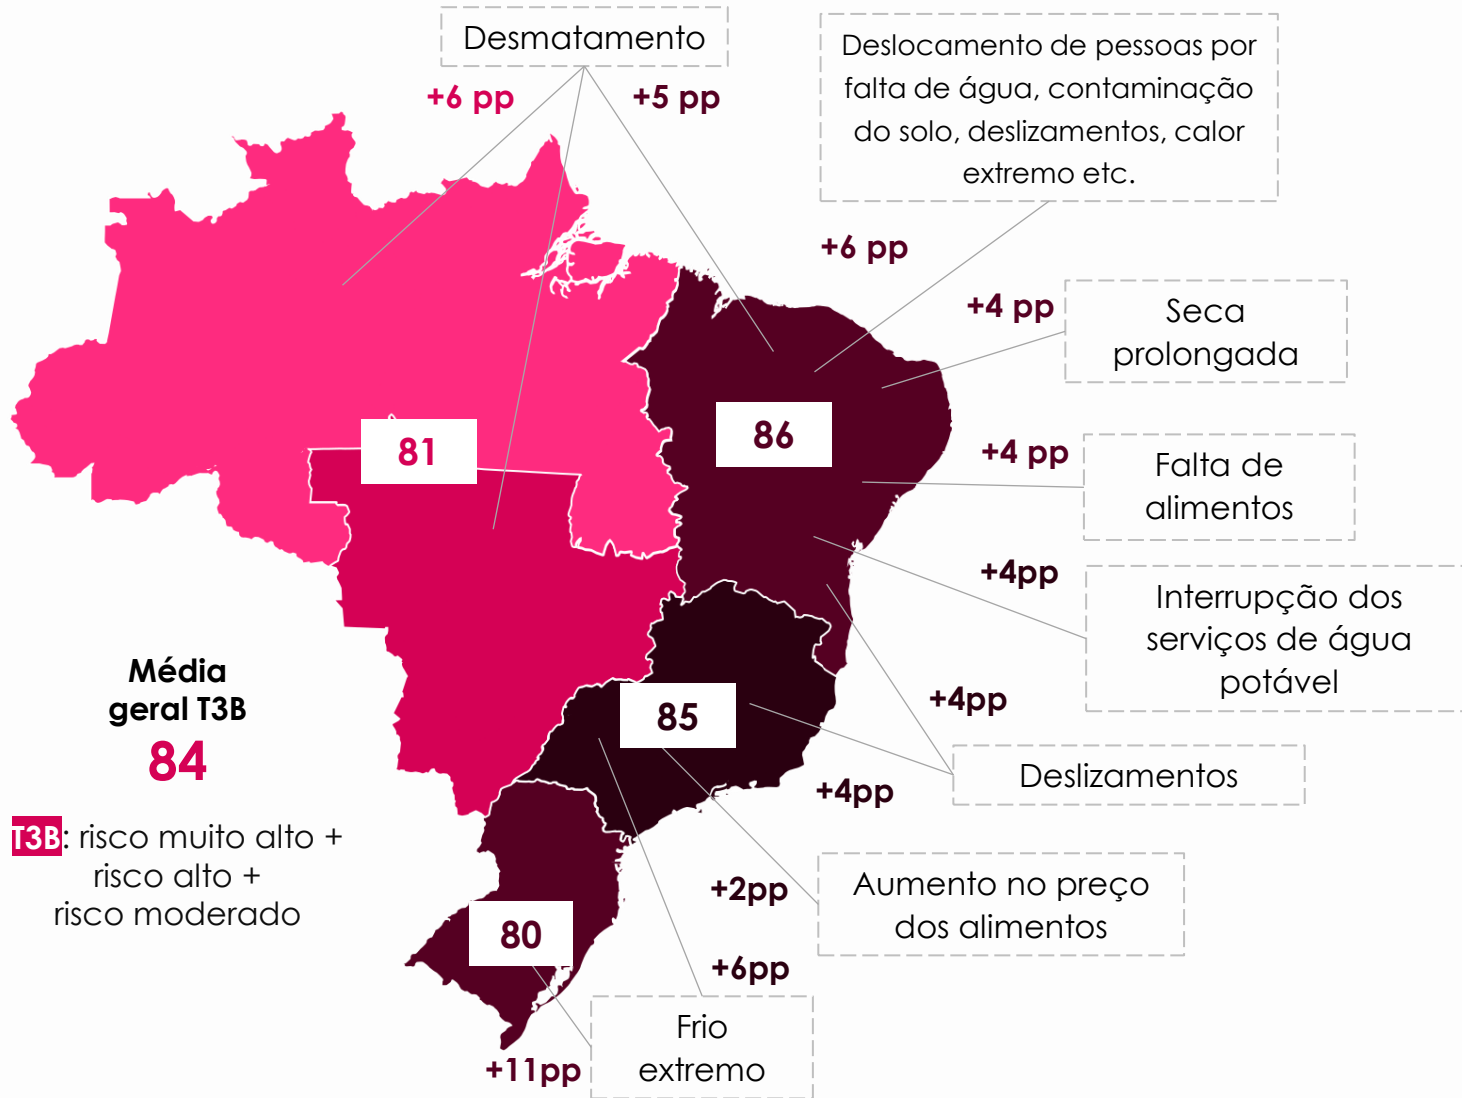 Desmatamento
+6 pp
+5 pp
Deslocamento de pessoas por
falta de água, contaminação
do solo, deslizamentos, calor
extremo etc.
+6 pp
+4 pp
Seca
prolongada
81
86
+4 pp
Falta de
alimentos
+4pp
Interrupção dos
serviços de água
potável
Média
geral T3B
84
T3B: risco muito alto +
risco alto +
risco moderado
85
+4pp
Deslizamentos
+4pp
+2pp
Aumento no preço
dos alimentos
80
+6pp
Frio
extremo
+11pp